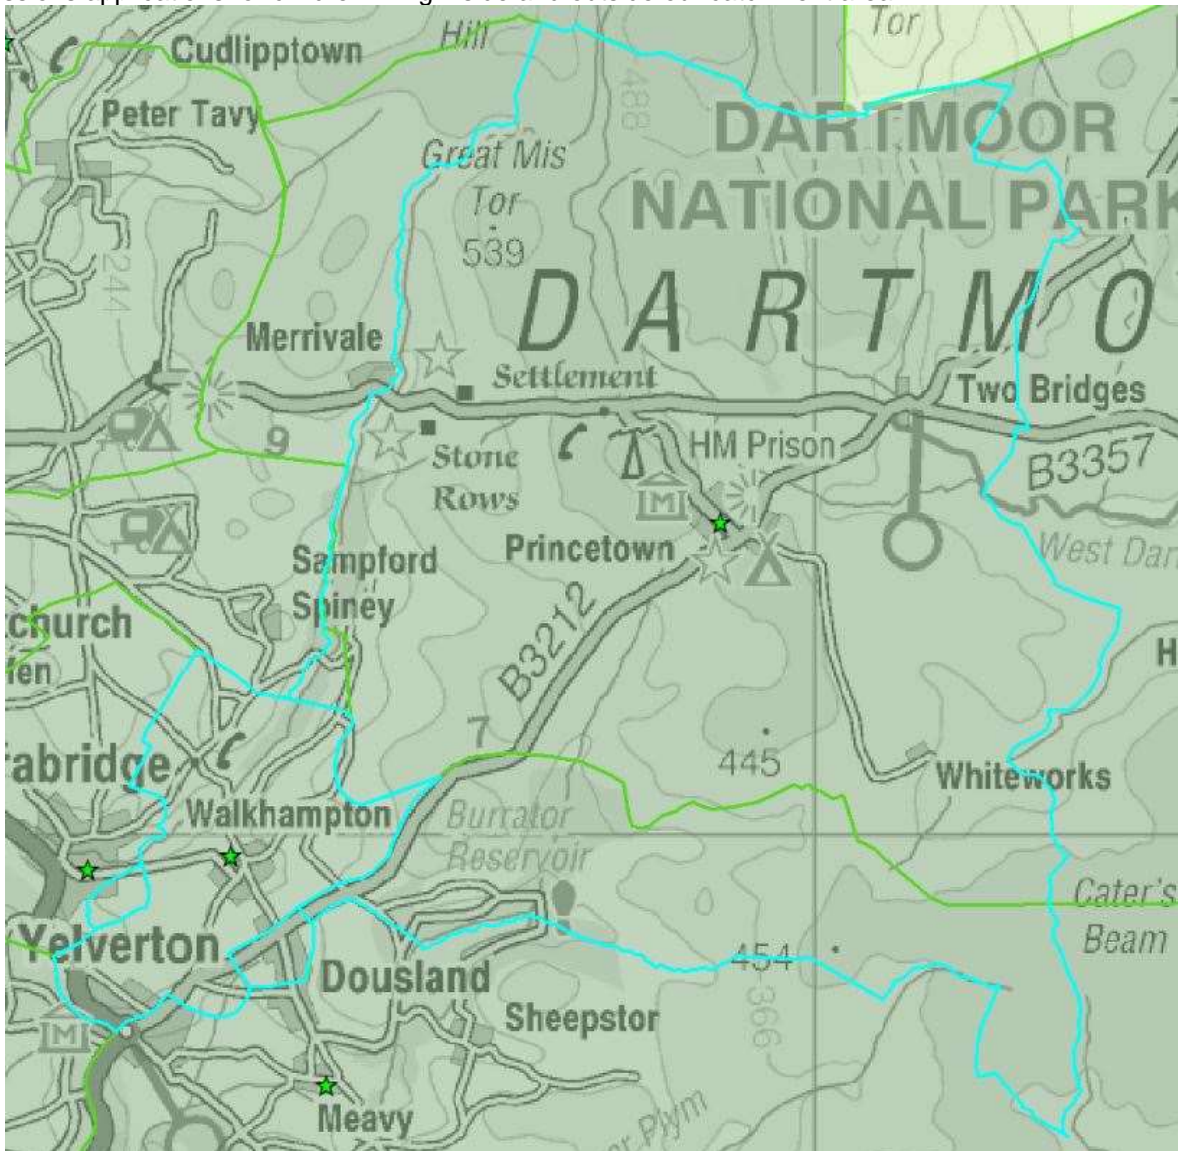 Hill
Tor
Cudlipptown
Peter Tavy
488
DARTMOOR
NATIONAL PARK
Great Mis
Tor
539
244
DARTMO
Merrivale
Settlement
Two Bridges
9
Stone
Rows
HM Prison
B3357
Princetown
West Dar
Sampford
Spiney
church
B3212
7
445
abridge
Whiteworks
Walkhampton
Burrator
Reservoir
Cater's
Beam
Yelverton
454
Dousland
366
Sheepstor
Meavy
Plym